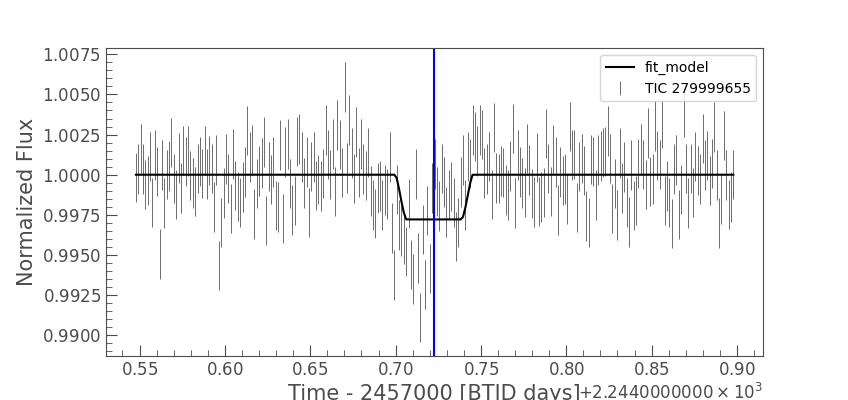 1.0075
1.0050
1.0025
1.0000
0.9975
0.9950
0.9925
0.9900
Normalized Flux
fit_model
TIC 279999655
0.55 0.60 0.65 0.70 0.75 0.80 0.85 0.90
Time - 2457000 [BTJD days]
+2.2440000000 × 10³